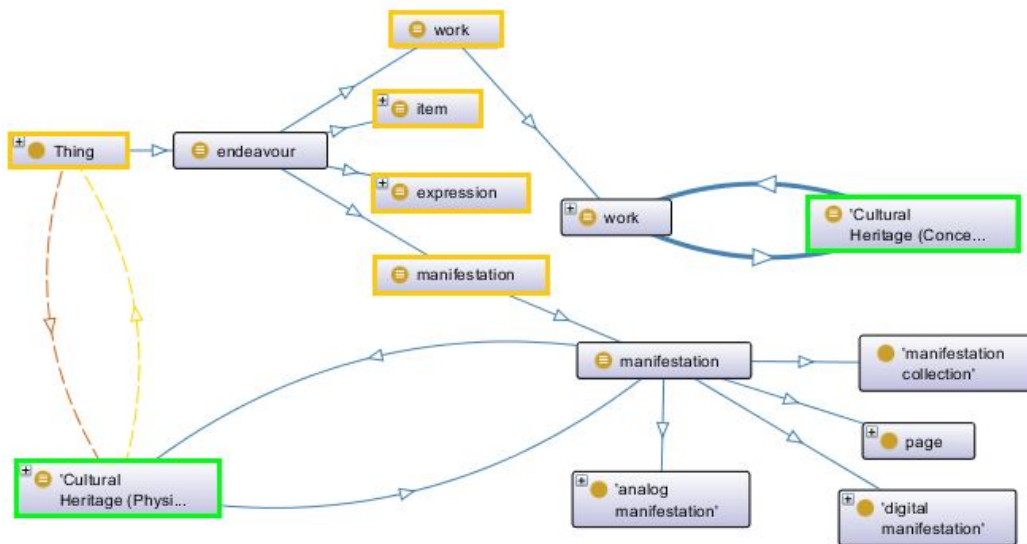 work
item
Thing
endeavour
expression
work
'Cultural
Heritage (Conce...
manifestation
manifestation
'manifestation
collection'
page
'Cultural
Heritage (Physi...
'analog
manifestation'
'digital
manifestation'